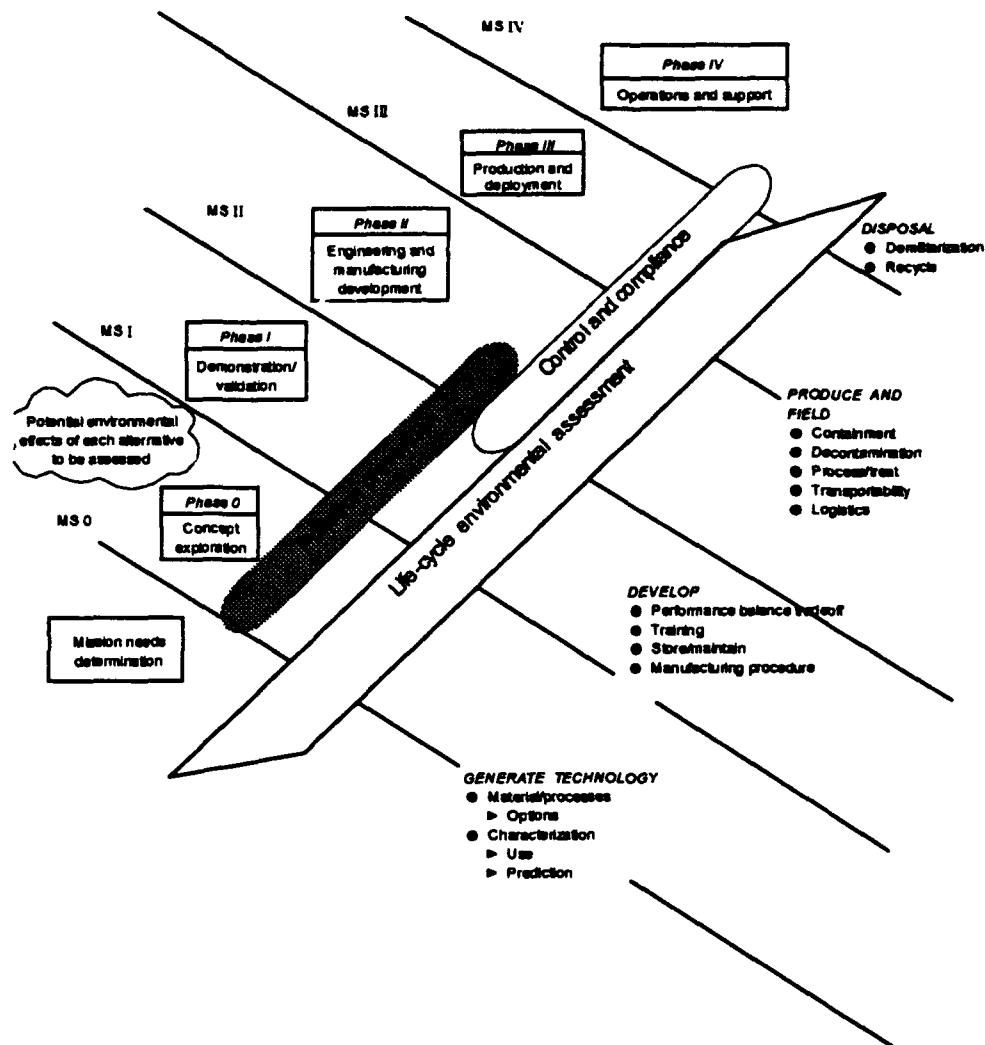 MS IV
Phase IV
Operations and support
MS III
Phase III
Production and
deployment
MS II
Phase II
Engineering and
manufacturing
development
MS I
Phase I
Demonstration/
validation
Potential environmental
effects of each alternative
to be assessed
MS 0
Phase 0
Concept
exploration
Mission needs
determination
Control and compliance
Life-cycle environmental assessment
DISPOSAL
● Demilitarization
● Recycle
PRODUCE AND
FIELD
● Containment
● Decontamination
● Process/treat
● Transportability
● Logistics
DEVELOP
● Performance balance tradeoff
● Training
● Store/maintain
● Manufacturing procedure
GENERATE TECHNOLOGY
● Material/processes
► Options
● Characterization
► Use
► Prediction